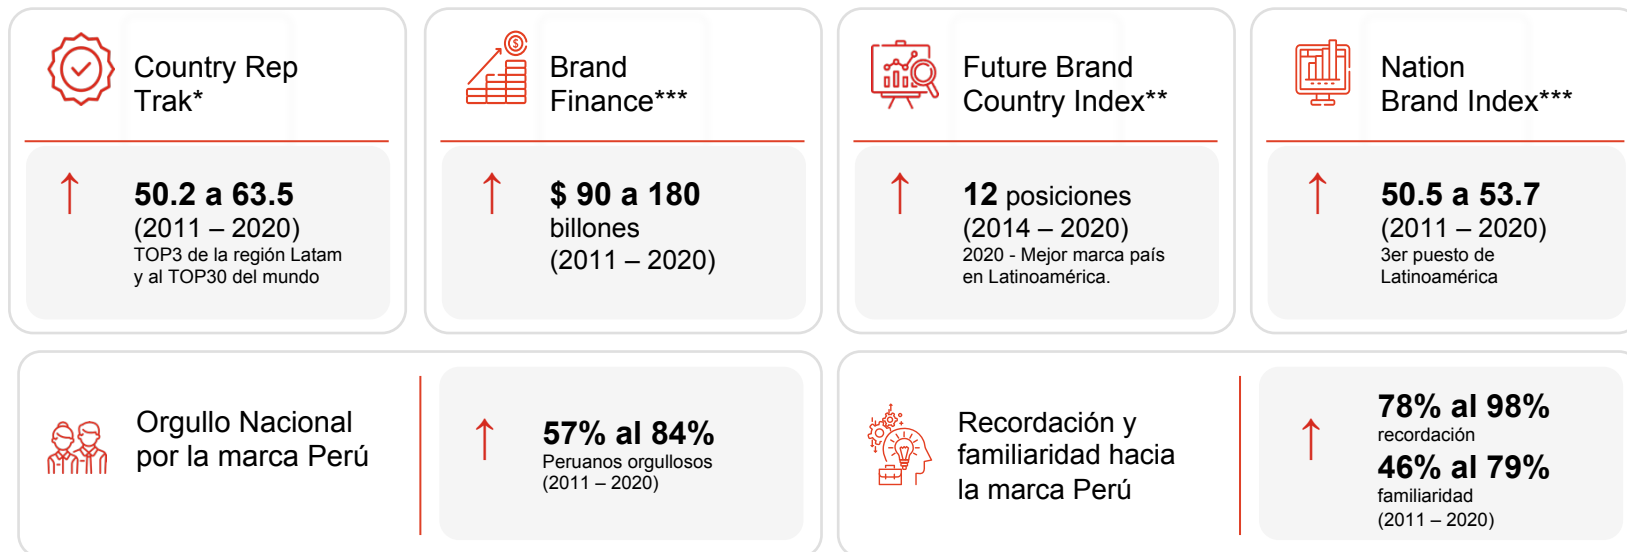 Country Rep
Trak*
50.2 a 63.5
(2011 – 2020)
TOP3 de la región Latam
y al TOP30 del mundo
Brand
Finance***
$ 90 a 180
billones
(2011 – 2020)
Future Brand
Country Index**
12 posiciones
(2014 – 2020)
2020 - Mejor marca país
en Latinoamérica.
Nation
Brand Index***
50.5 a 53.7
(2011 – 2020)
3er puesto de
Latinoamérica
Orgullo Nacional
por la marca Perú
57% al 84%
Peruanos orgullosos
(2011 – 2020)
Recordación y
familiaridad hacia
la marca Perú
78% al 98%
recordación
46% al 79%
familiaridad
(2011 – 2020)